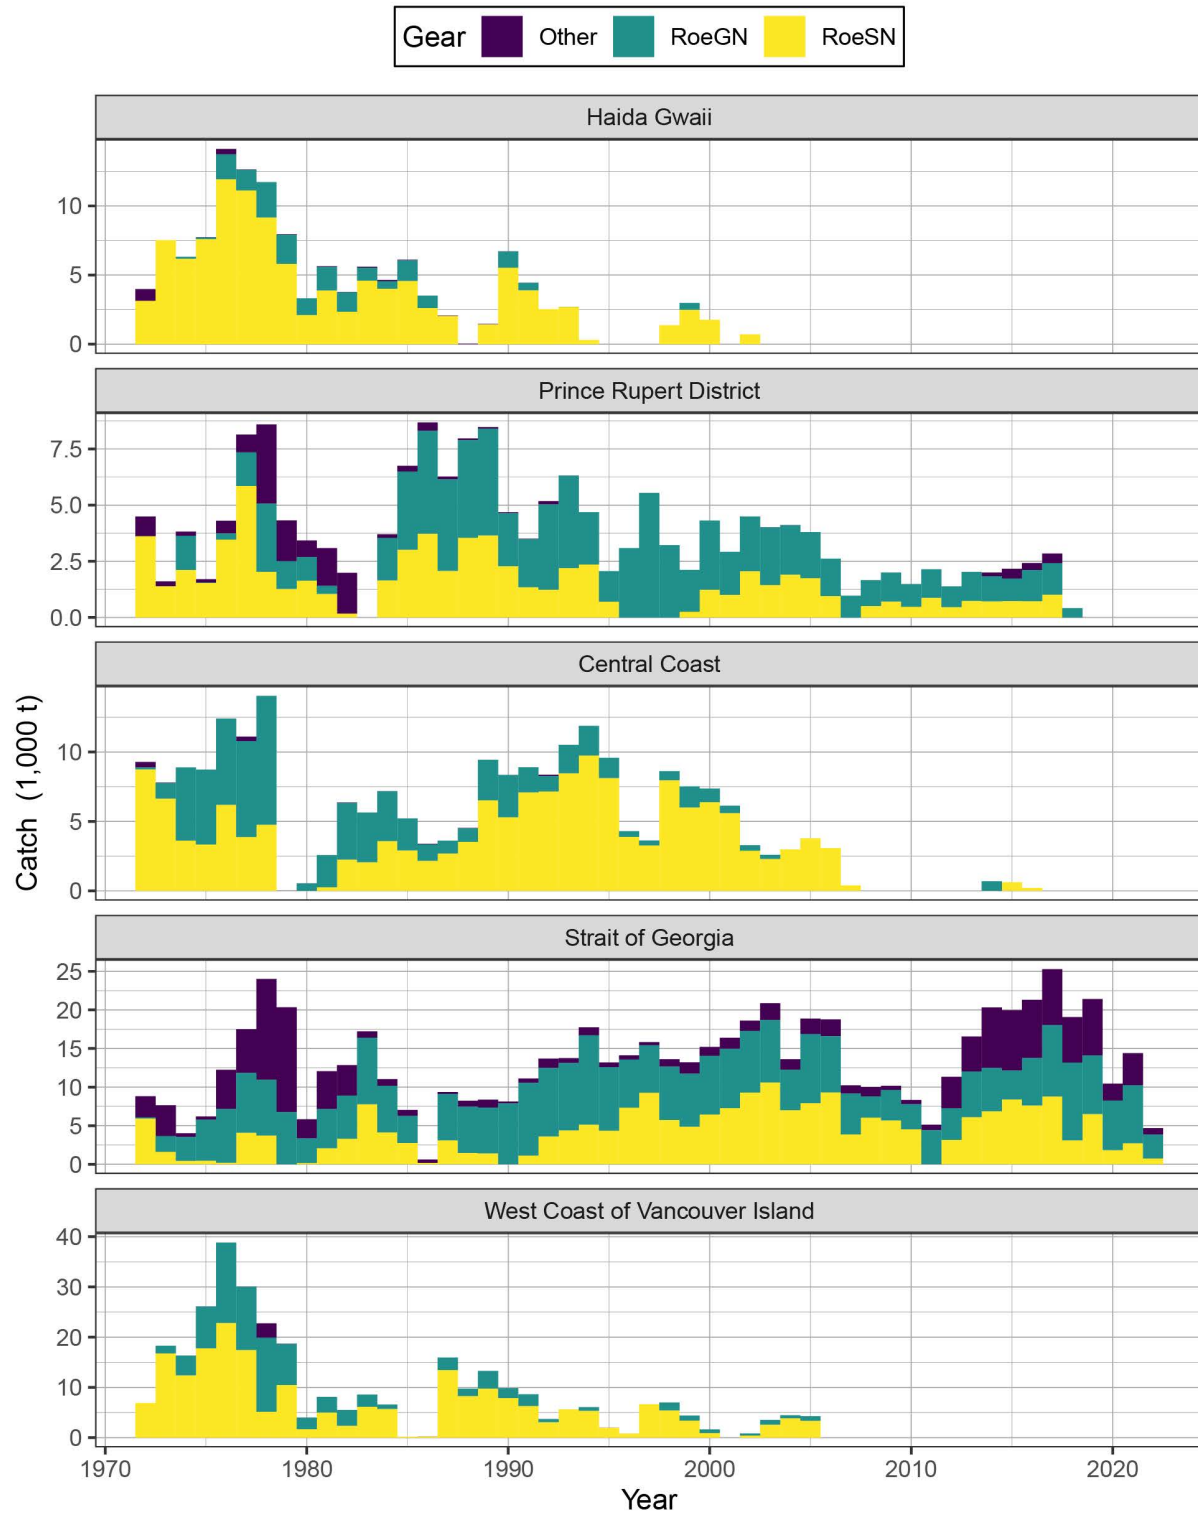 Gear Other RoeGN RoeSN
Haida Gwaii
10
5
0
Prince Rupert District
7.5
5.0
2.5
0.0
Central Coast
10
5
0
Catch (1,000 t)
Strait of Georgia
25
20
15
10
5
0
West Coast of Vancouver Island
40
30
20
10
0
1970 1980 1990 2000 2010 2020
Year